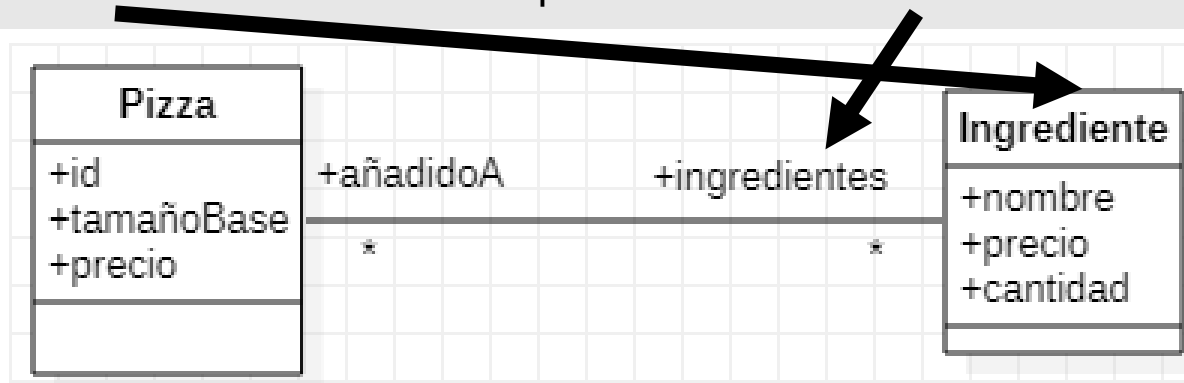 Pizza
+id
+tamañoBase
+precio
+añadidoA
*
+ingredientes
*
Ingrediente
+nombre
+precio
+cantidad